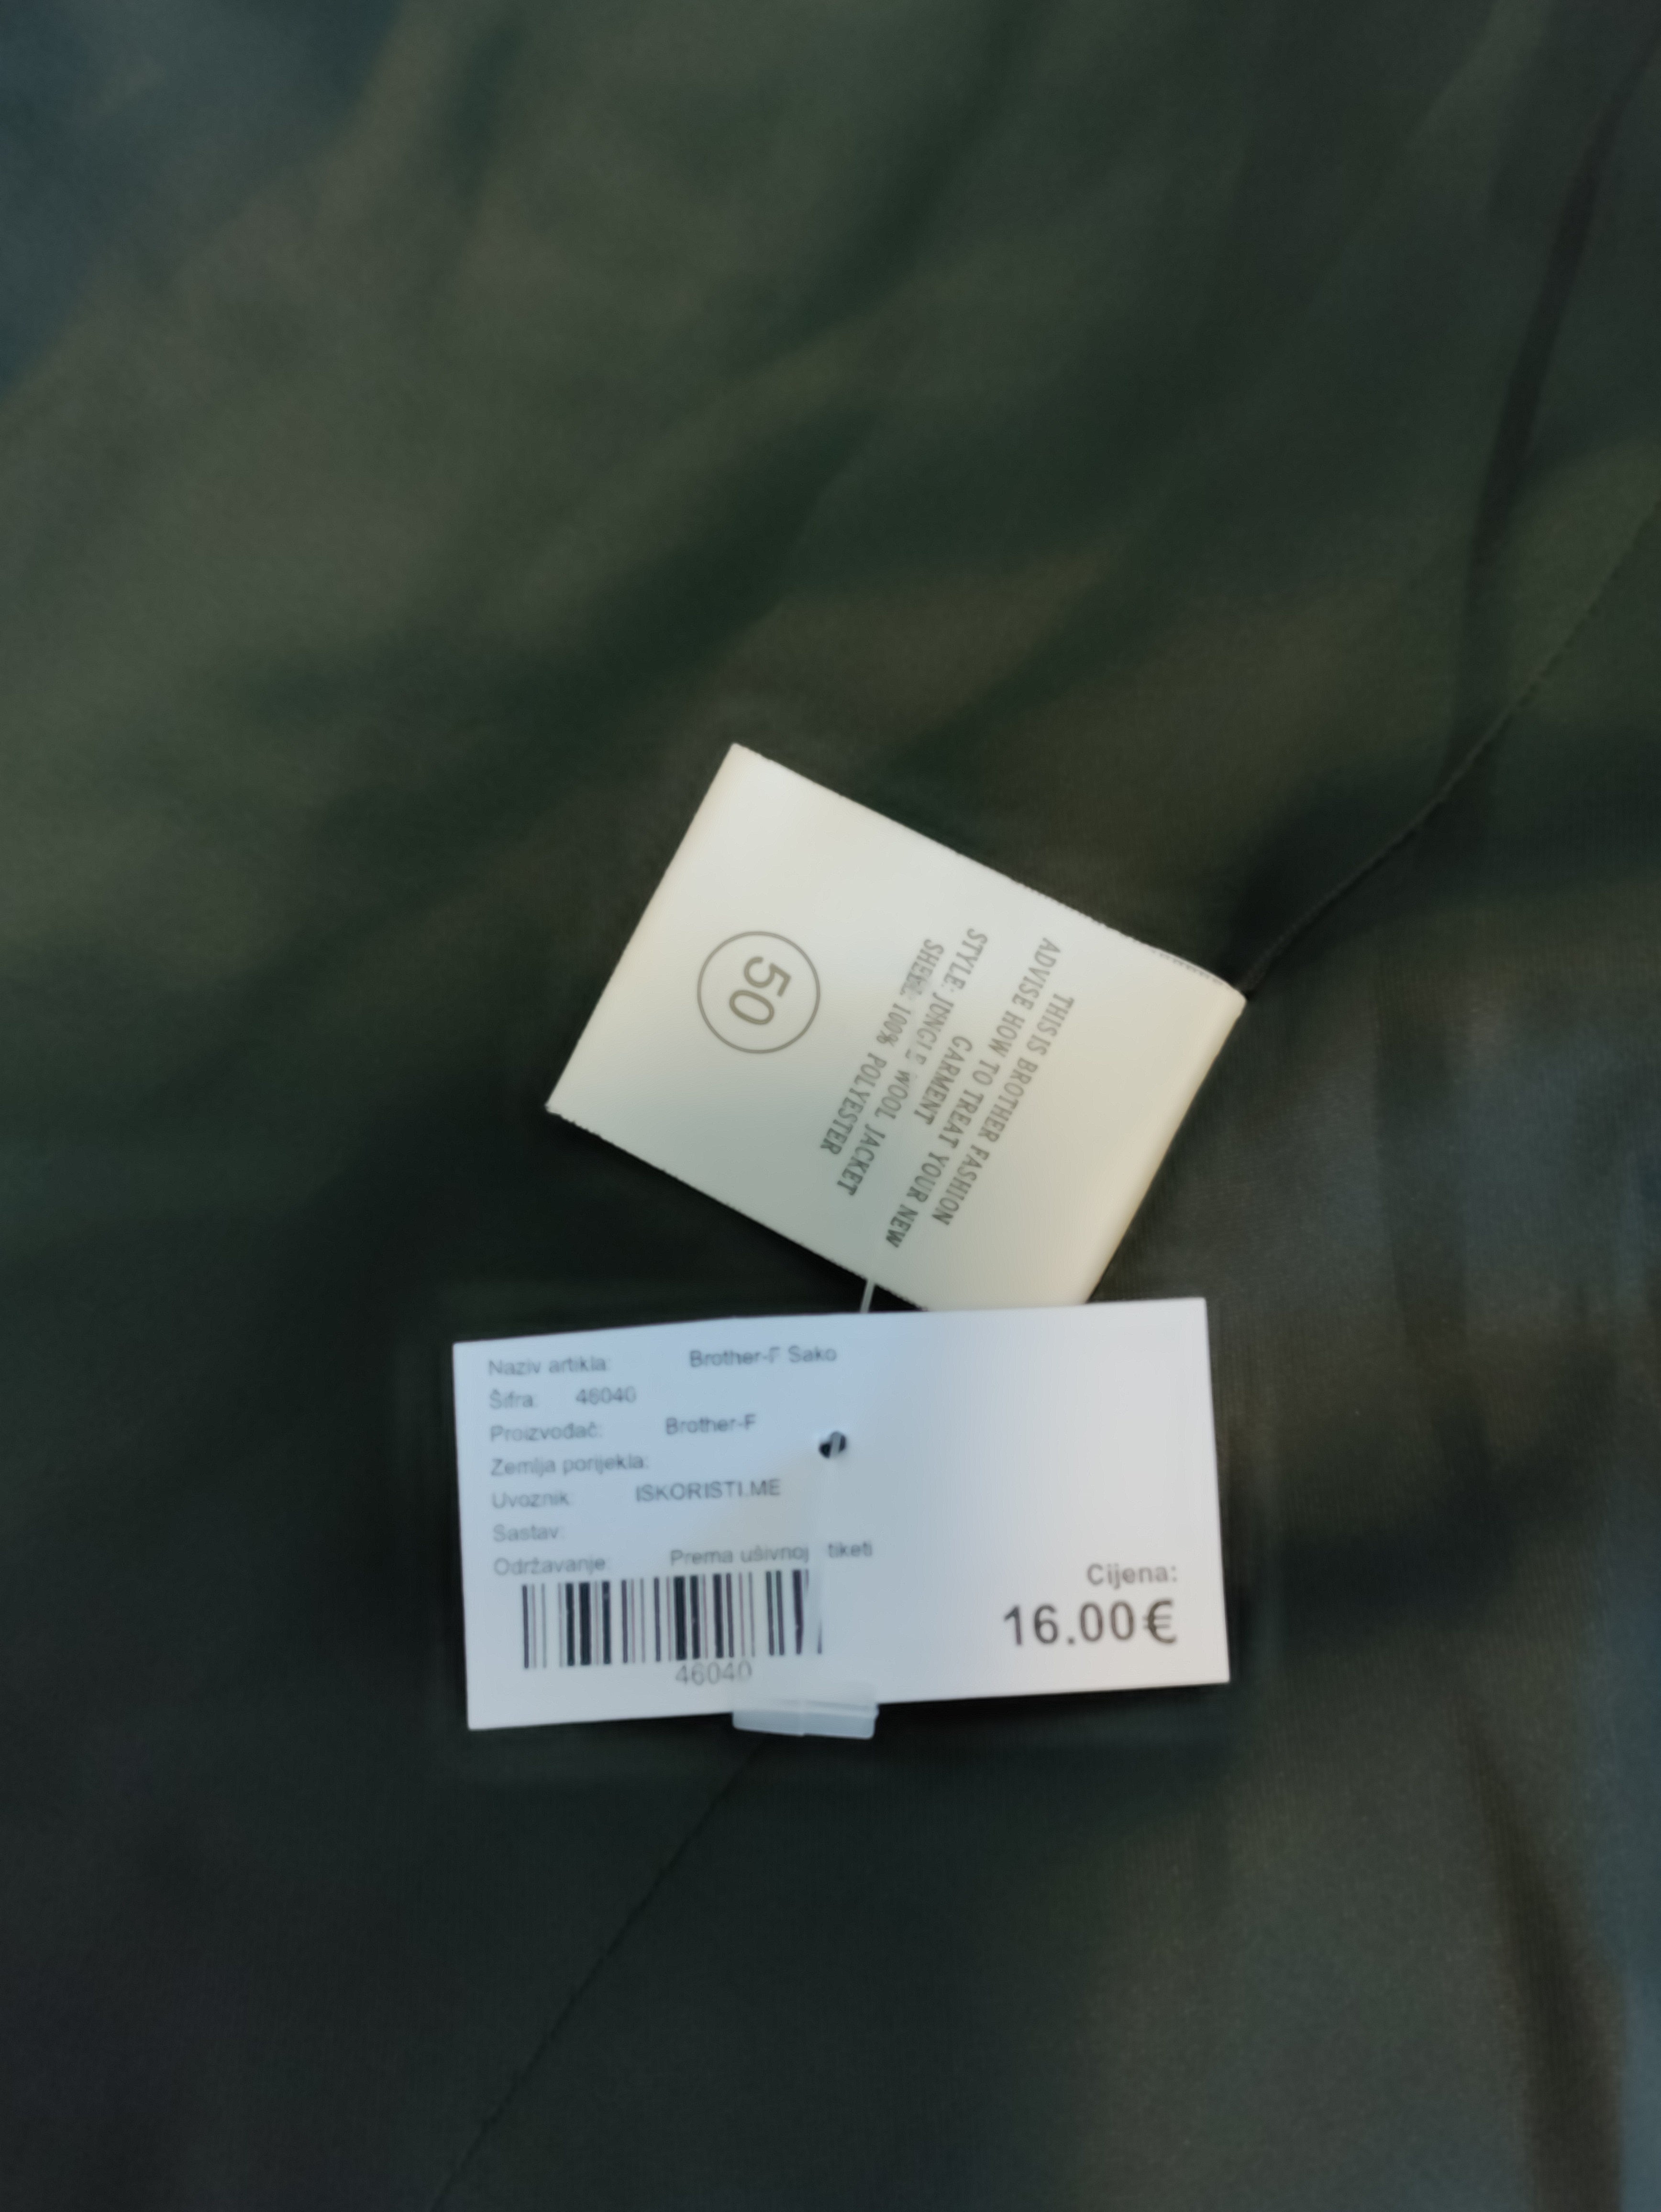 THIS IS BROTHER FASHION
ADVISE HOW TO TREAT YOUR NEW
GARMENT
STYLE: JUNGLE WOOL JACKET
SHELL: 100% POLYESTER
50
Naziv artikla: Brother-F Sako
Šifra: 46040
Proizvođač: Brother-F
Zemlja porijekla:
Uvoznik: ISKORISTI.ME
Sastav:
Održavanje: Prema ušivnoj tiketi
46040
Cijena:
16.00€